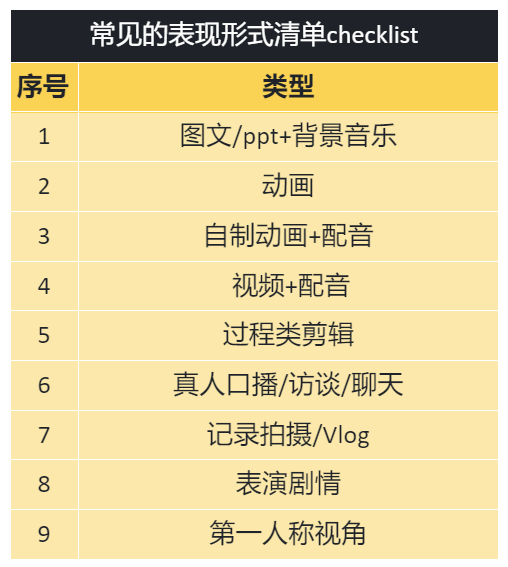 常见的表现形式清单checklist
序号 类型
1 图文/ppt+背景音乐
2 动画
3 自制动画+配音
4 视频+配音
5 过程类剪辑
6 真人口播/访谈/聊天
7 记录拍摄/Vlog
8 表演剧情
9 第一人称视角